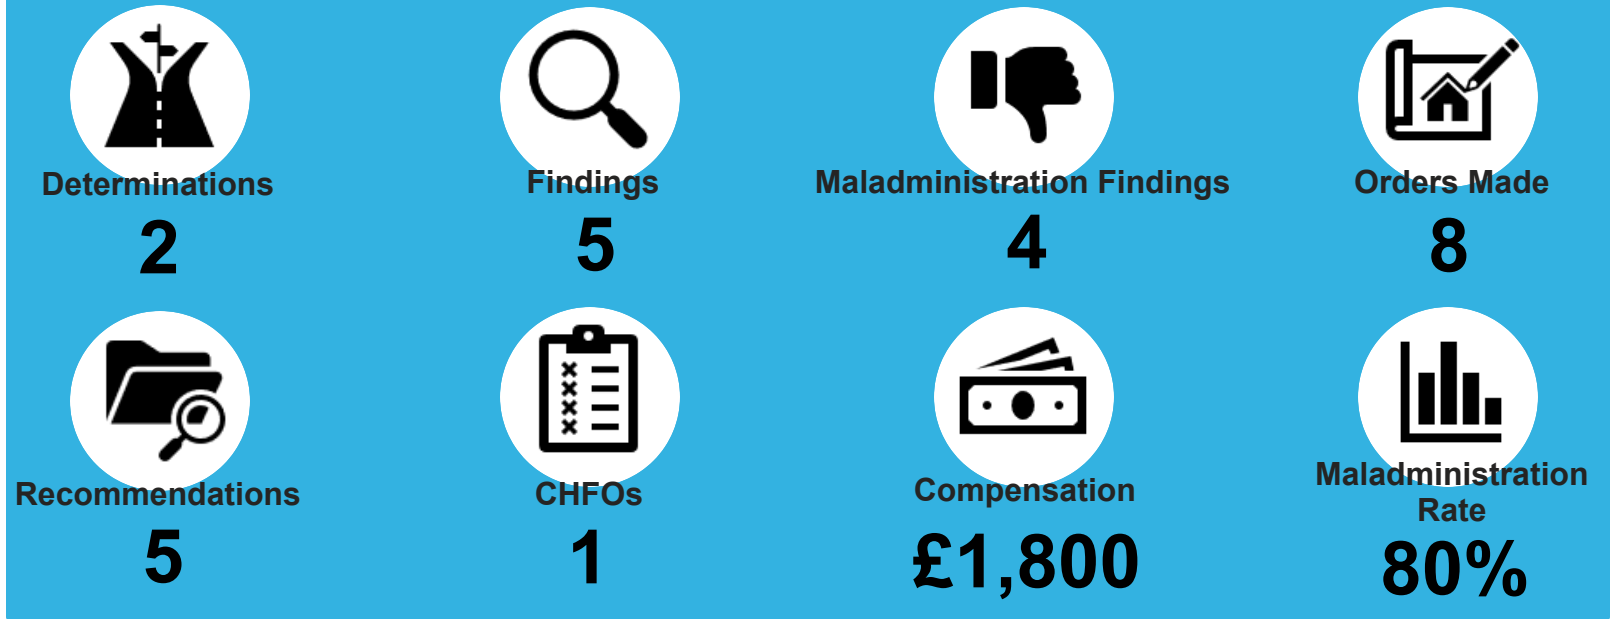 Determinations
2
Findings
5
Maladministration Findings
4
Orders Made
8
Recommendations
5
CHFOs
1
Compensation
£1,800
Maladministration
Rate
80%